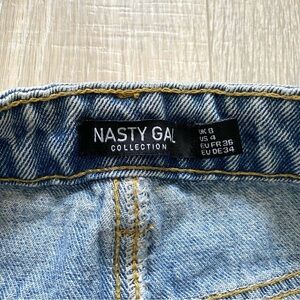 NASTY GAL
COLLECTION
UK 8
US 4
EU FR 36
EU DE 34